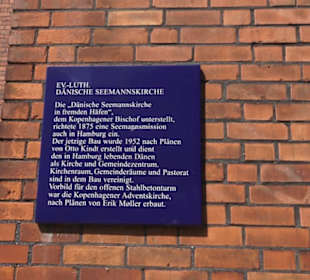 EV.-LUTH.
DÄNISCHE SEEMANNSKIRCHE
Die „Dänische Seemannskirche
in fremden Häfen“,
dem Kopenhagener Bischof unterstellt,
richtete 1875 eine Seemannsmission
auch in Hamburg ein.
Der jetzige Bau wurde 1952 nach Plänen
von Otto Kindt erstellt und dient
den in Hamburg lebenden Dänen
als Kirche und Gemeindezentrum.
Kirchenraum, Gemeinderäume und Pastorat
sind in dem Bau vereinigt.
Vorbild für den offenen Stahlbetonturm
war die Kopenhagener Adventskirche,
nach Plänen von Erik Møller erbaut.